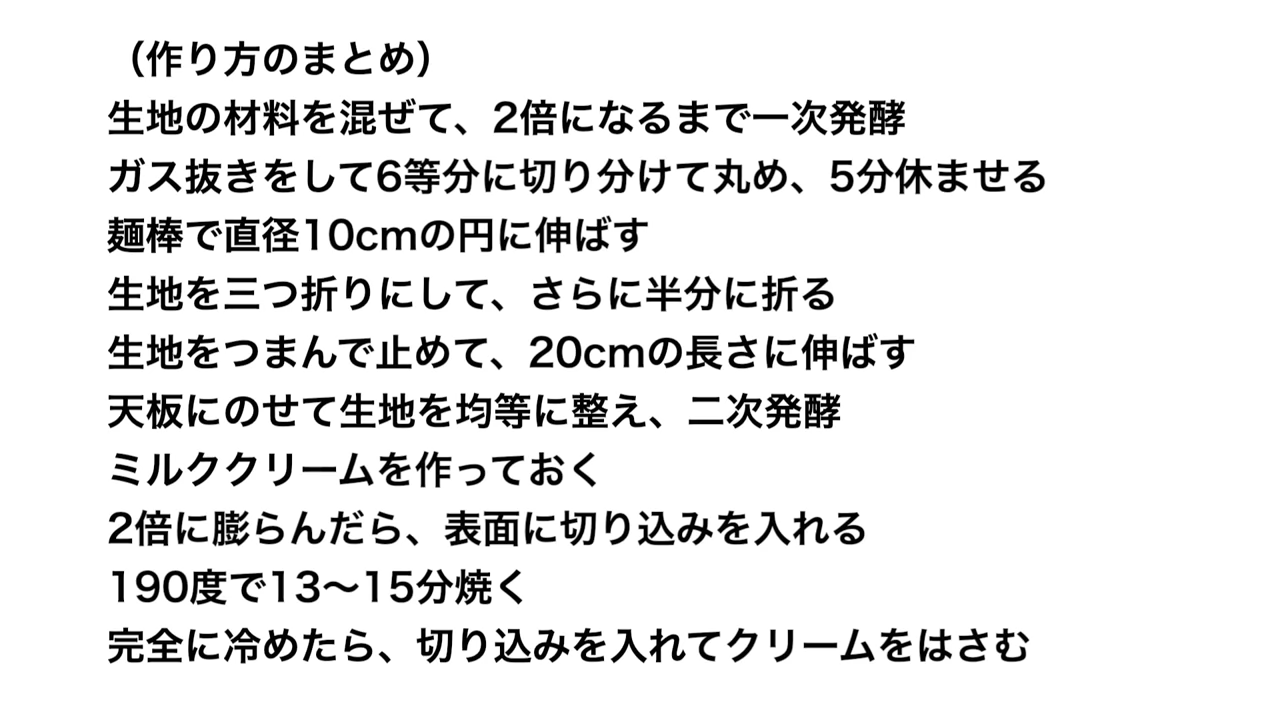 （作り方のまとめ）
生地の材料を混ぜて、2倍になるまで一次発酵
ガス抜きをして6等分に切り分けて丸め、5分休ませる
麺棒で直径10cmの円に伸ばす
生地を三つ折りにして、さらに半分に折る
生地をつまんで止めて、20cmの長さに伸ばす
天板にのせて生地を均等に整え、二次発酵
ミルククリームを作っておく
2倍に膨らんだら、表面に切り込みを入れる
190度で13〜15分焼く
完全に冷めたら、切り込みを入れてクリームをはさむ